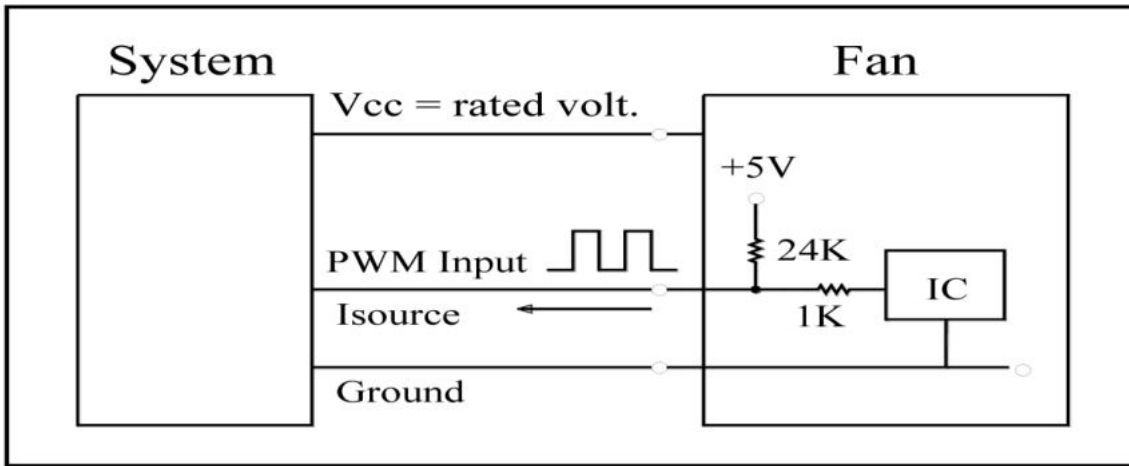 System
Fan
Vcc = rated volt.
+5V
24K
PWM Input
IC
1K
Isource
Ground